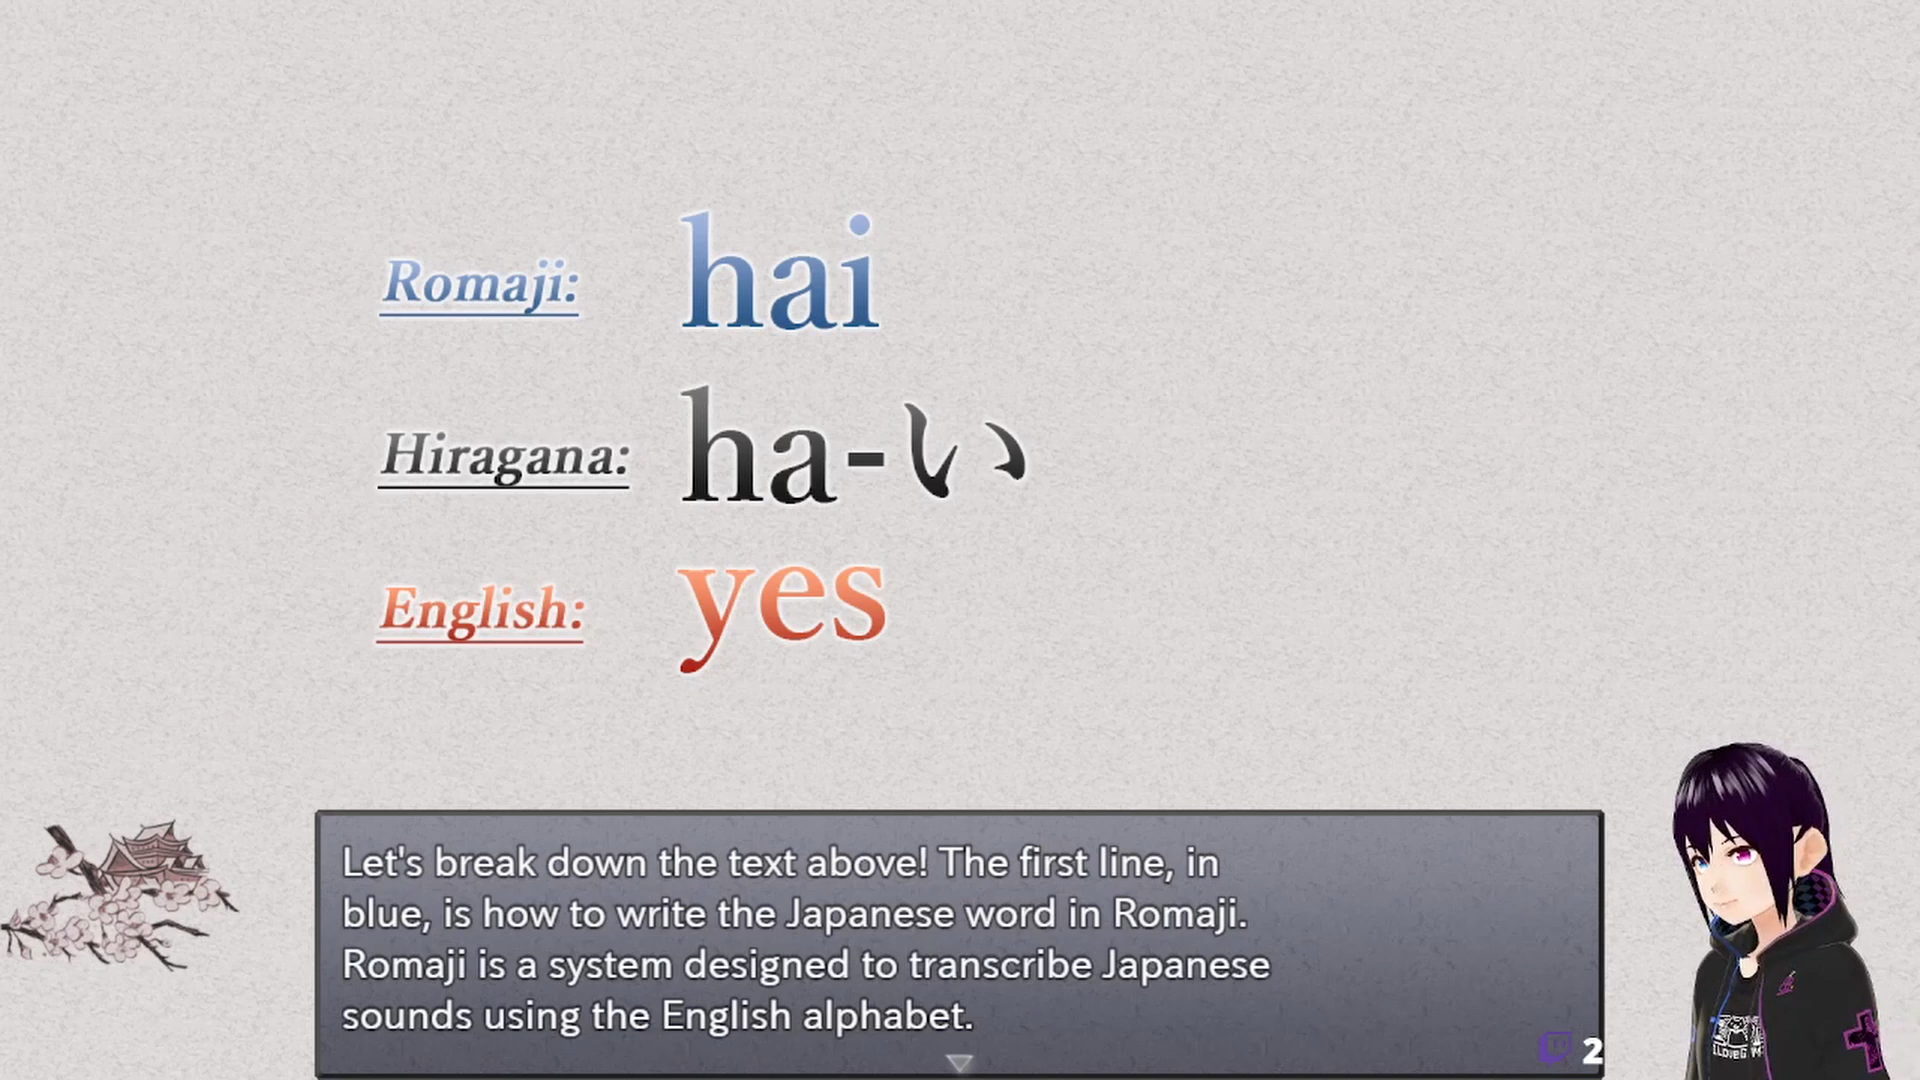 Romaji: hai
Hiragana: ha-い
English: yes
Let's break down the text above! The first line, in
blue, is how to write the Japanese word in Romaji.
Romaji is a system designed to transcribe Japanese
sounds using the English alphabet.
2